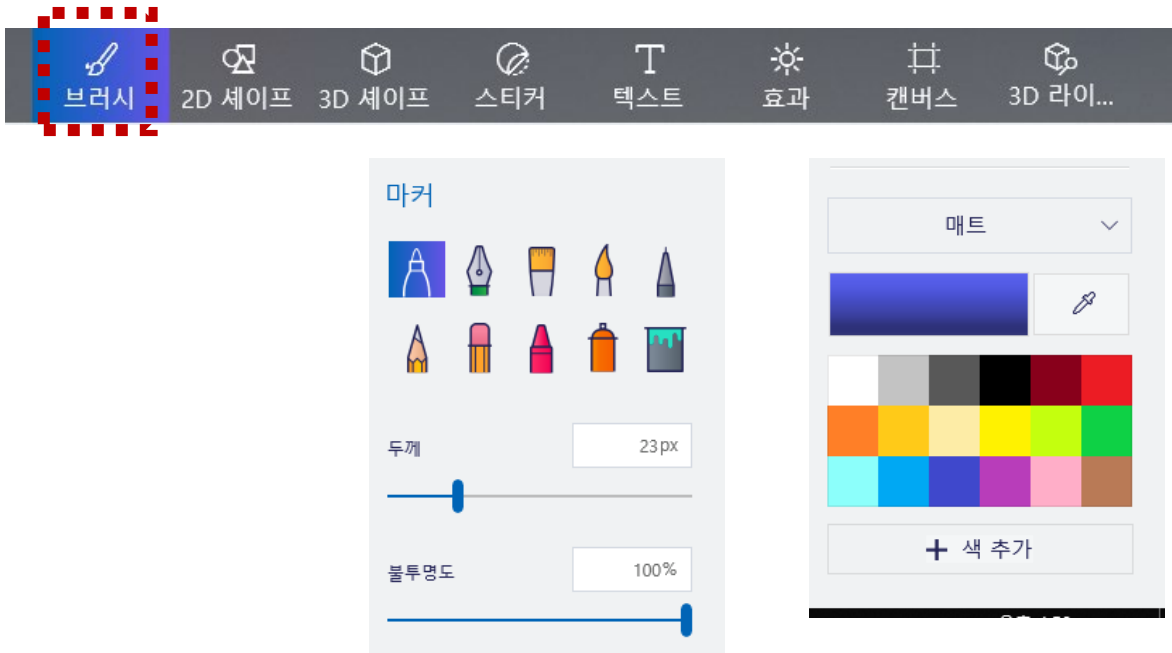 브러시 2D 셰이프 3D 셰이프 스티커 텍스트 효과 캔버스 3D 라이...
마커
두께 23px
불투명도 100%
매트
+ 색 추가